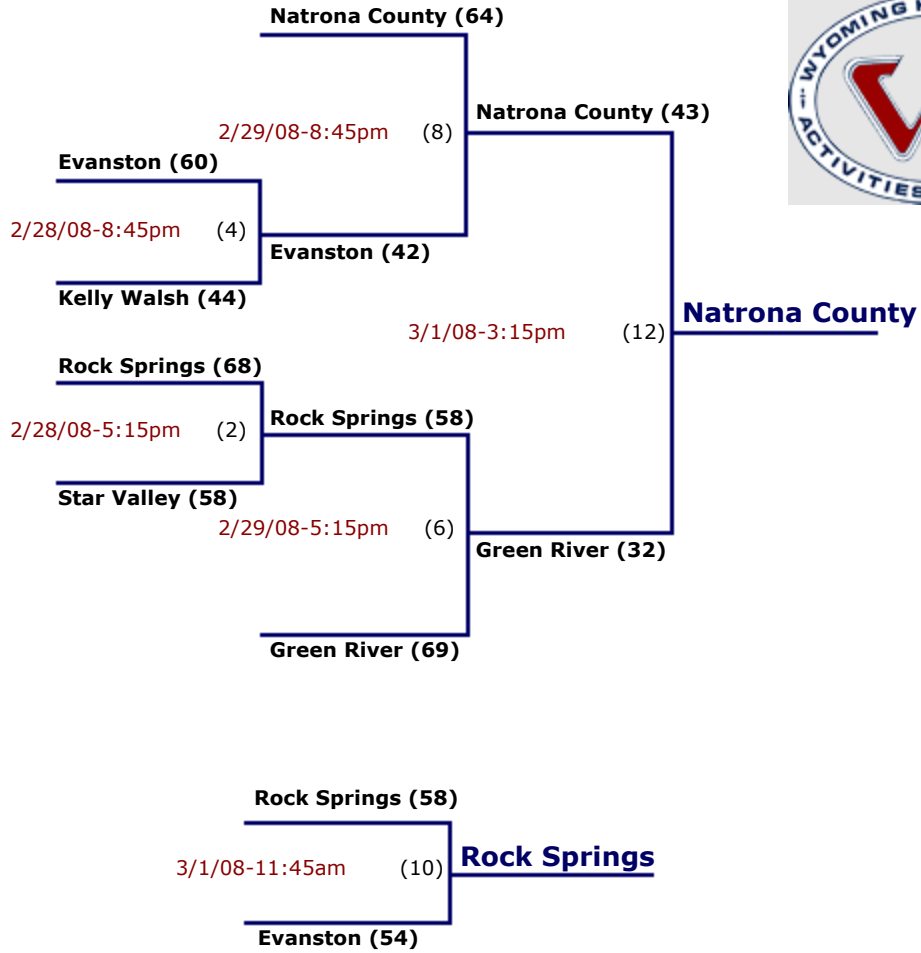 Natrona County (64)
2/29/08-8:45pm (8)
Natrona County (43)
Evanston (60)
2/28/08-8:45pm (4)
Evanston (42)
Kelly Walsh (44)
3/1/08-3:15pm (12)
Natrona County
Rock Springs (68)
2/28/08-5:15pm (2)
Rock Springs (58)
Star Valley (58)
2/29/08-5:15pm (6)
Green River (32)
Green River (69)
Rock Springs (58)
3/1/08-11:45am (10)
Rock Springs
Evanston (54)
WYOMING
ACTIVITIES